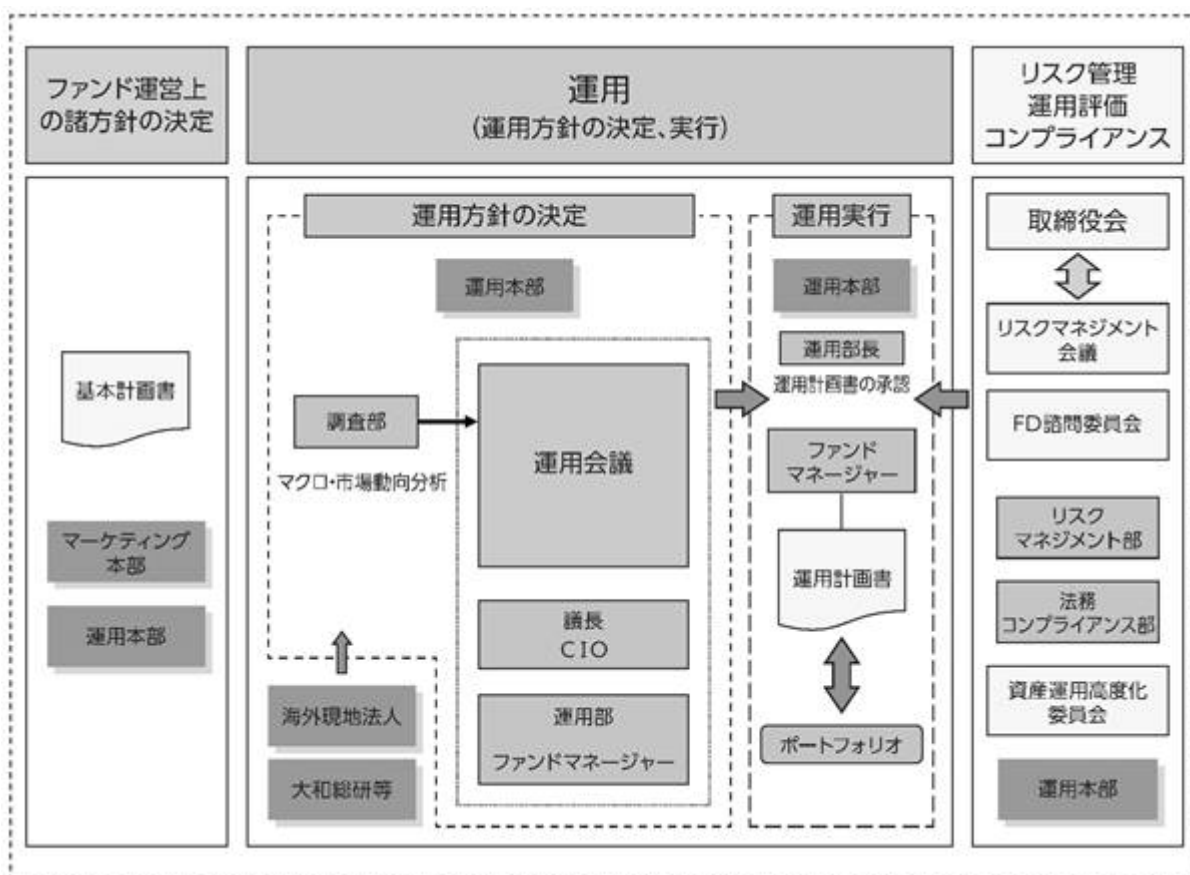 ファンド運営上
の諸方針の決定
運用
(運用方針の決定、実行)
リスク管理
運用評価
コンプライアンス
基本計画書
マーケティング
本部
運用本部
運用方針の決定
運用本部
調査部
マクロ・市場動向分析
運用会議
議長
CIO
運用部
ファンドマネージャー
海外現地法人
大和総研等
運用実行
運用本部
運用部長
運用計画書の承認
ファンド
マネージャー
運用計画書
ポートフォリオ
取締役会
リスクマネジメント
会議
FD諮問委員会
リスク
マネジメント部
法務
コンプライアンス部
資産運用高度化
委員会
運用本部